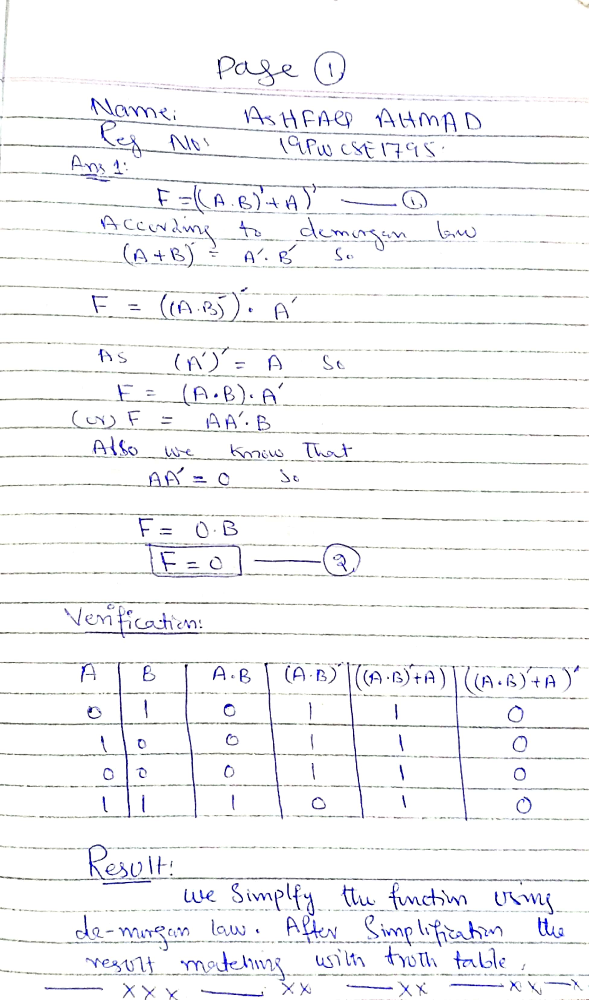 Page ①
Name: ASHFAQ AHMAD
Reg No: 19PWCSE1795.
Ans 1:
F = ((A.B)'+A)' — ①
According to demorgan law
(A+B)' = A'.B' So
F = ((A.B)')'. A'
As (A')' = A So
F = (A.B).A'
(or) F = AA'.B
Also we know That
AA' = 0 So
F = 0.B
F = 0 — ②
Verification:
A | B | A.B | (A.B)' | ((A.B)'+A) | ((A.B)'+A)'
0 | 1 | 0 | 1 | 1 | 0
1 | 0 | 0 | 1 | 1 | 0
0 | 0 | 0 | 1 | 1 | 0
1 | 1 | 1 | 0 | 1 | 0
Result:
we Simplfy the function using
de-morgan law. After Simplification the
result matching with truth table.
— XXX — XX — XX — XX — X